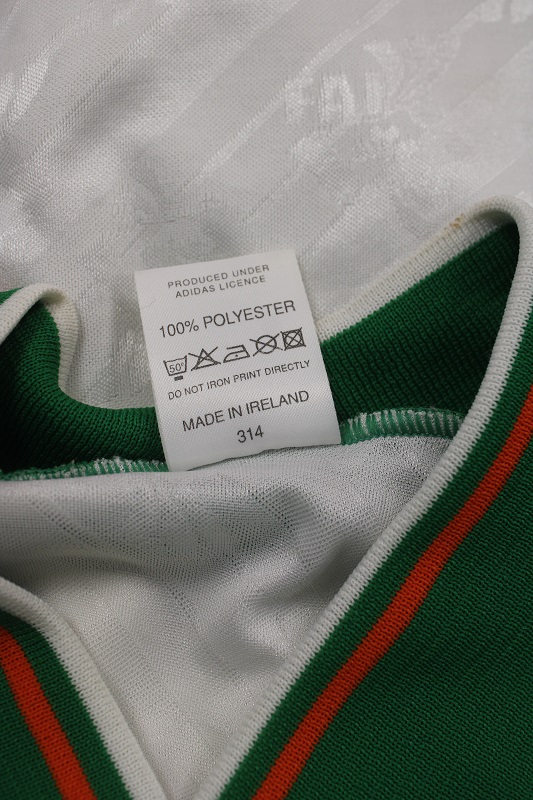 PRODUCED UNDER
ADIDAS LICENCE
100% POLYESTER
50°
DO NOT IRON PRINT DIRECTLY
MADE IN IRELAND
314